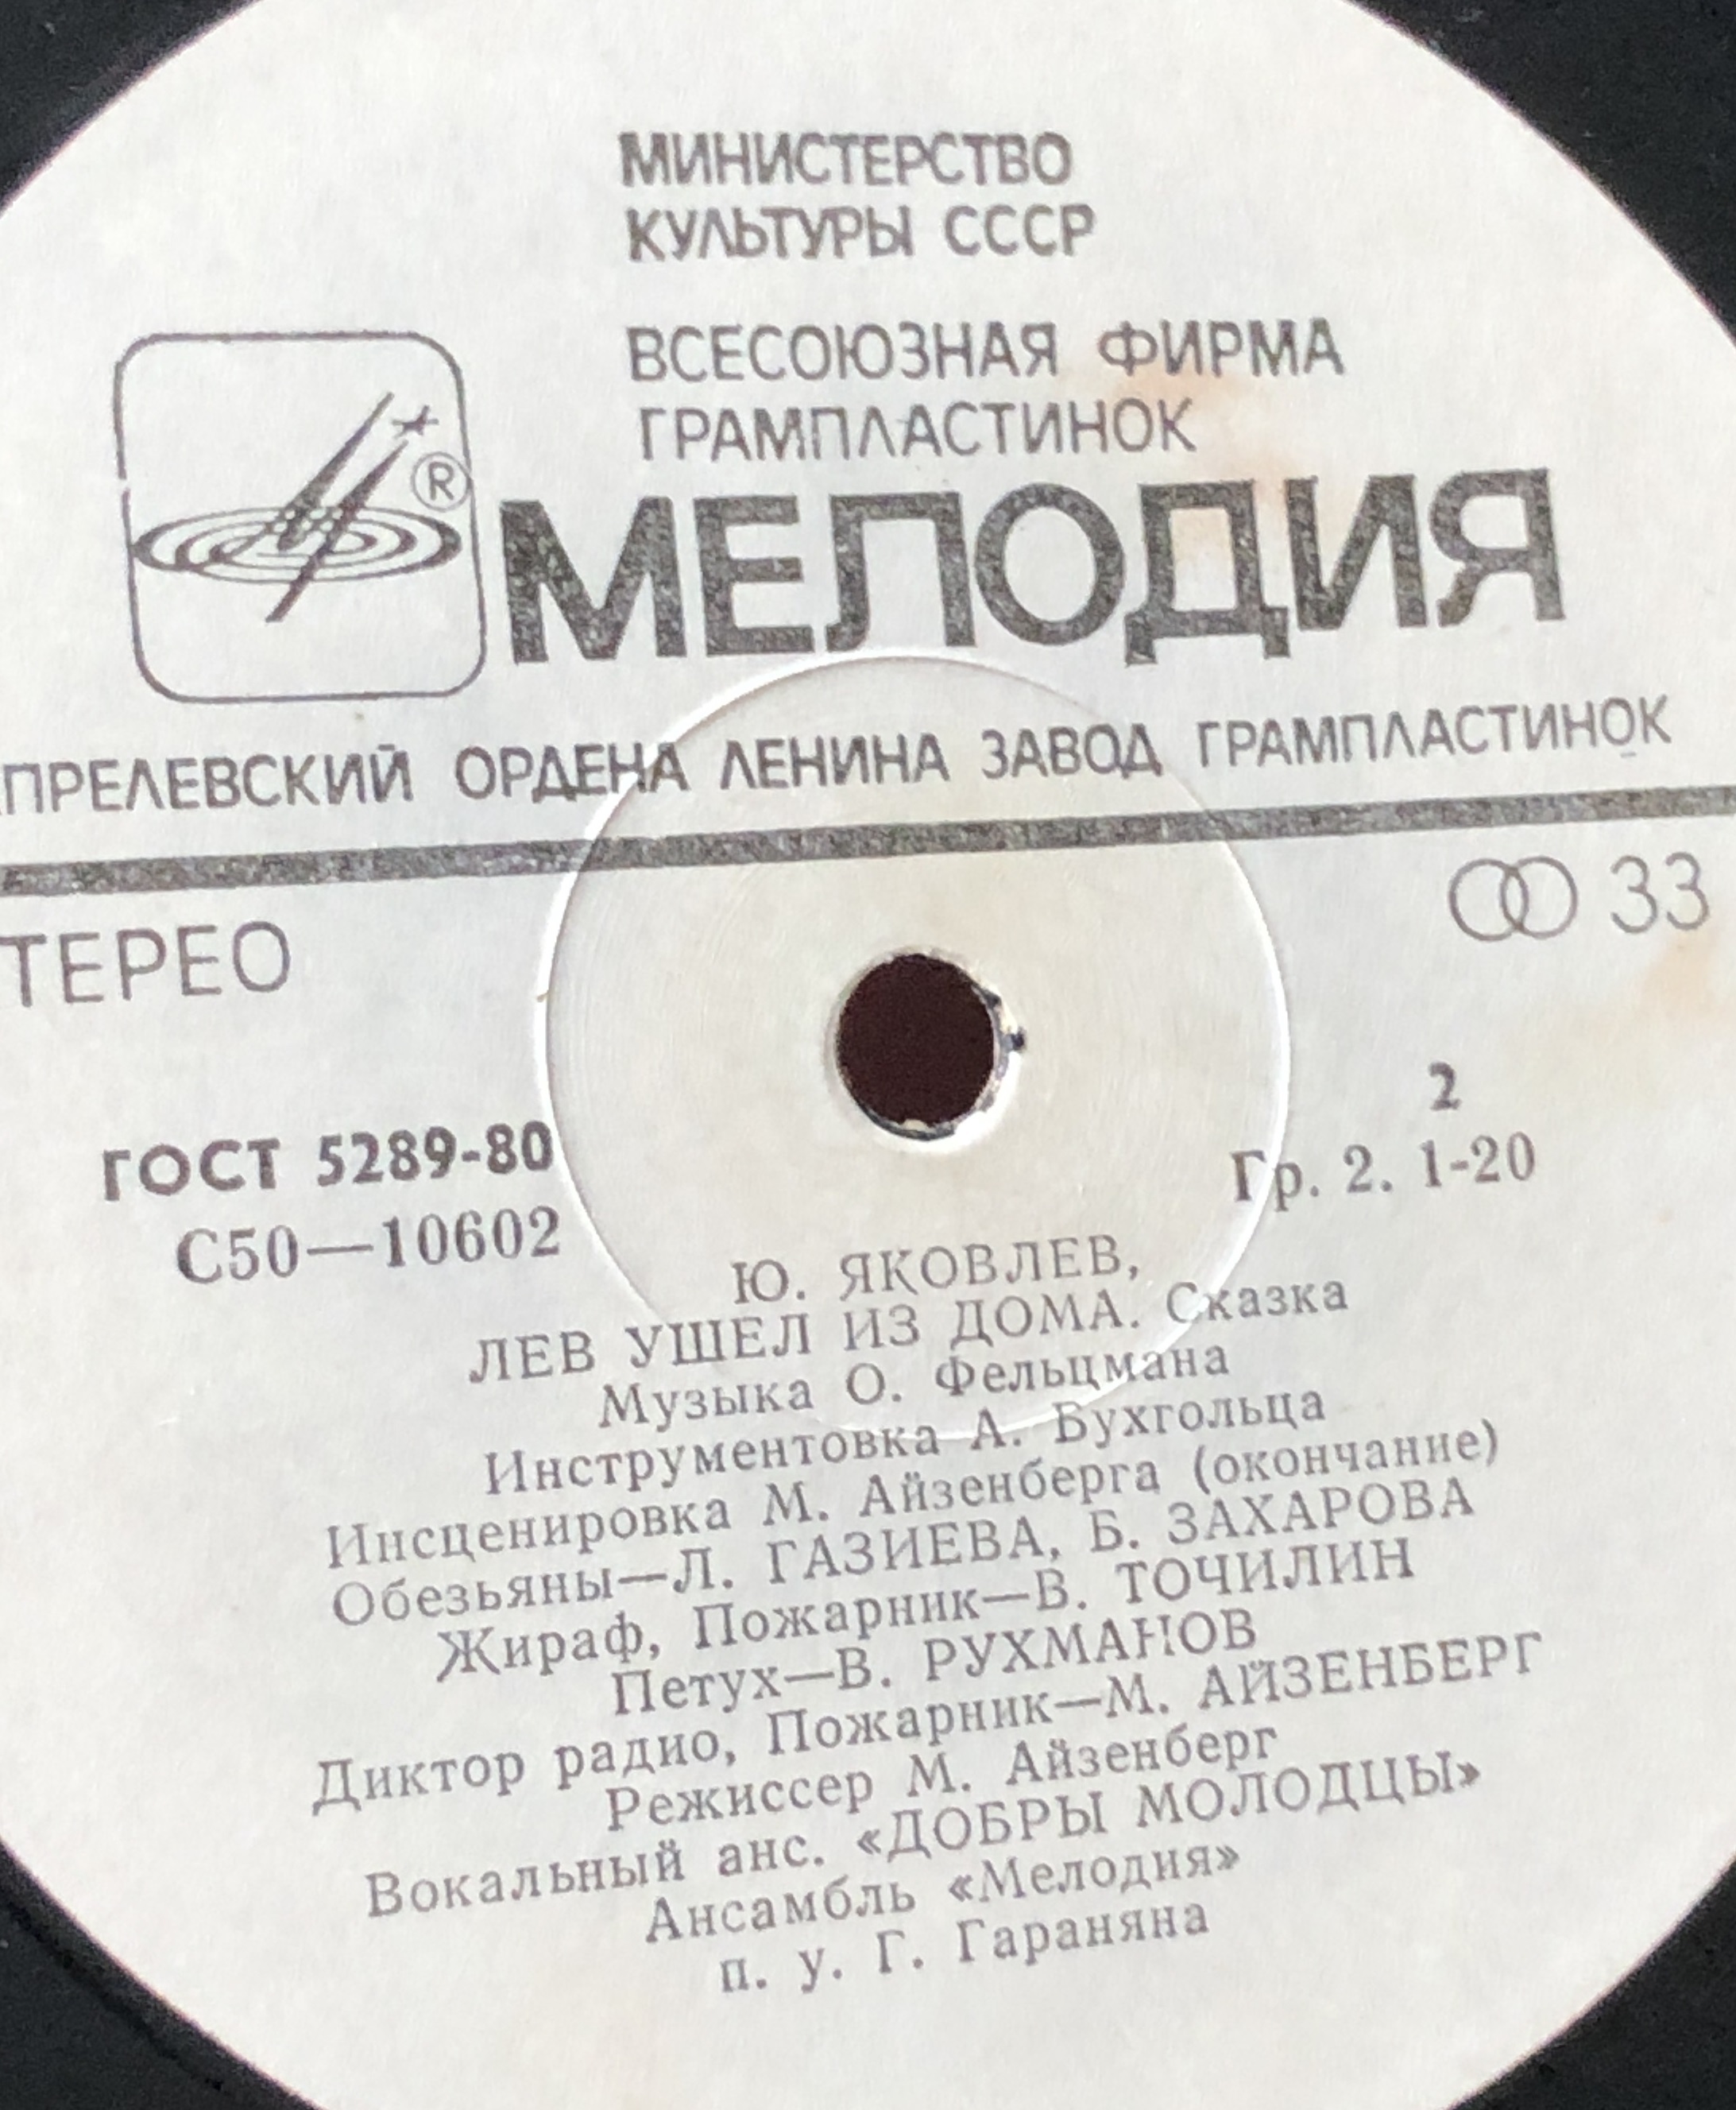 МИНИСТЕРСТВО
КУЛЬТУРЫ СССР
ВСЕСОЮЗНАЯ ФИРМА
ГРАМПЛАСТИНОК
®
МЕЛОДИЯ
ПРЕЛЕВСКИЙ ОРДЕНА ЛЕНИНА ЗАВОД ГРАМПЛАСТИНОК
ТЕРЕО
33
ГОСТ 5289-80
2
С50—10602
Гр. 2. 1-20
Ю. ЯКОВЛЕВ,
ЛЕВ УШЕЛ ИЗ ДОМА. Сказка
Музыка О. Фельцмана
Инструментовка А. Бухгольца
Инсценировка М. Айзенберга (окончание)
Обезьяны—Л. ГАЗИЕВА, Б. ЗАХАРОВА
Жираф, Пожарник—В. ТОЧИЛИН
Петух—В. РУХМАНОВ
Диктор радио, Пожарник—М. АЙЗЕНБЕРГ
Режиссер М. Айзенберг
Вокальный анс. «ДОБРЫ МОЛОДЦЫ»
Ансамбль «Мелодия»
п. у. Г. Гараняна